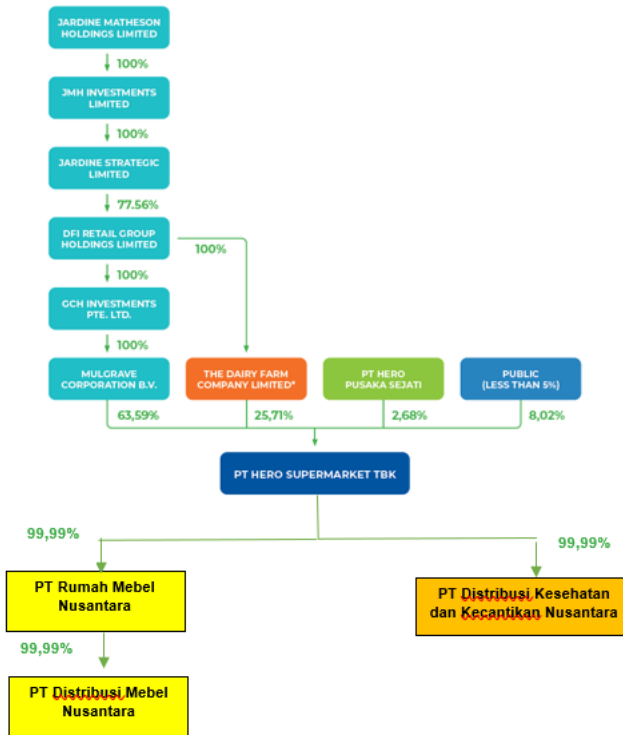 JARDINE MATHESON
HOLDINGS LIMITED
100%
JMH INVESTMENTS
LIMITED
100%
JARDINE STRATEGIC
LIMITED
77.56%
DFI RETAIL GROUP
HOLDINGS LIMITED
100%
100%
GCH INVESTMENTS
PTE. LTD.
100%
MULGRAVE
CORPORATION B.V.
THE DAIRY FARM
COMPANY LIMITED*
PT HERO
PUSAKA SEJATI
PUBLIC
(LESS THAN 5%)
63,59%
25,71%
2,68%
8,02%
PT HERO SUPERMARKET TBK
99,99%
99,99%
PT Rumah Mebel
Nusantara
PT Distribusi Kesehatan
dan Kecantikan Nusantara
99,99%
PT Distribusi Mebel
Nusantara